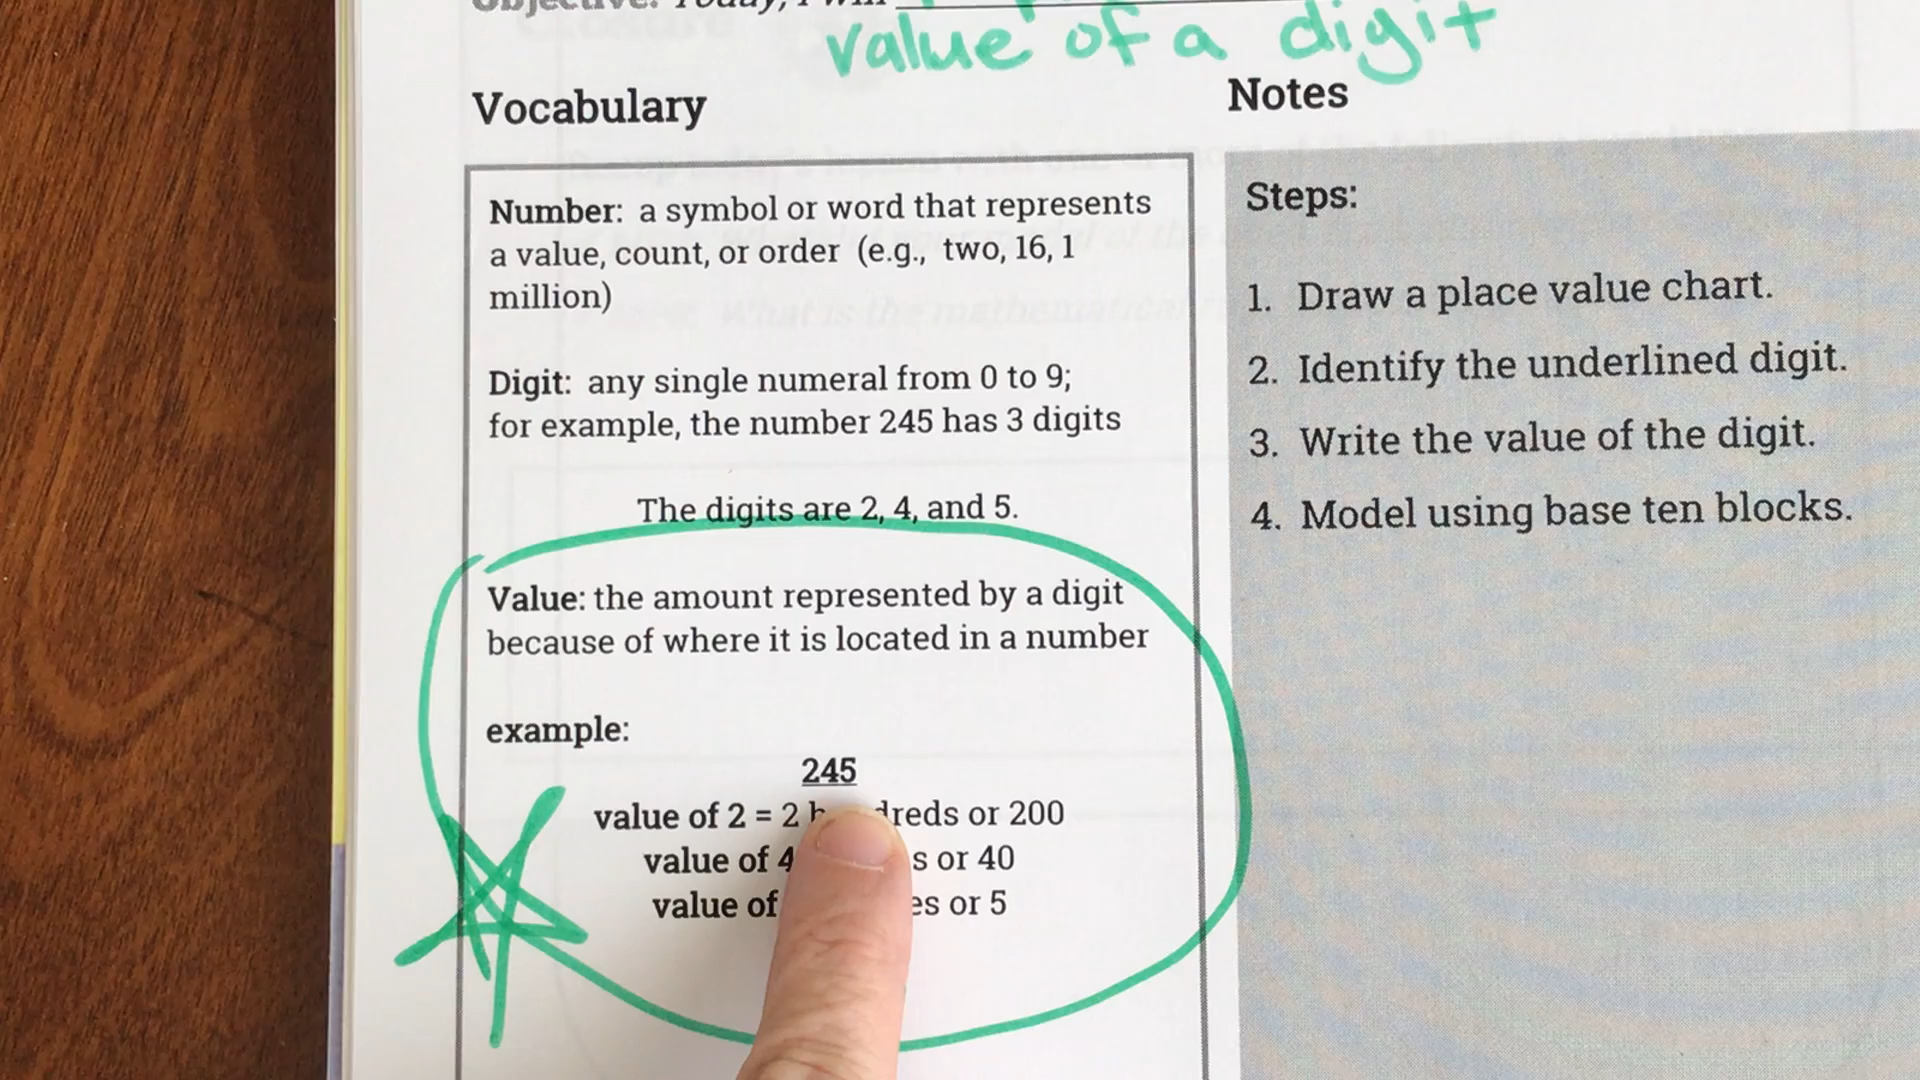 Objective: Today, I will
value of a digit
Vocabulary
Number: a symbol or word that represents
a value, count, or order (e.g., two, 16, 1
million)
Digit: any single numeral from 0 to 9;
for example, the number 245 has 3 digits
The digits are 2, 4, and 5.
Value: the amount represented by a digit
because of where it is located in a number
example:
245
value of 2 = 2 or 200
value of 4 or 40
value of or 5
Notes
Steps:
1. Draw a place value chart.
2. Identify the underlined digit.
3. Write the value of the digit.
4. Model using base ten blocks.